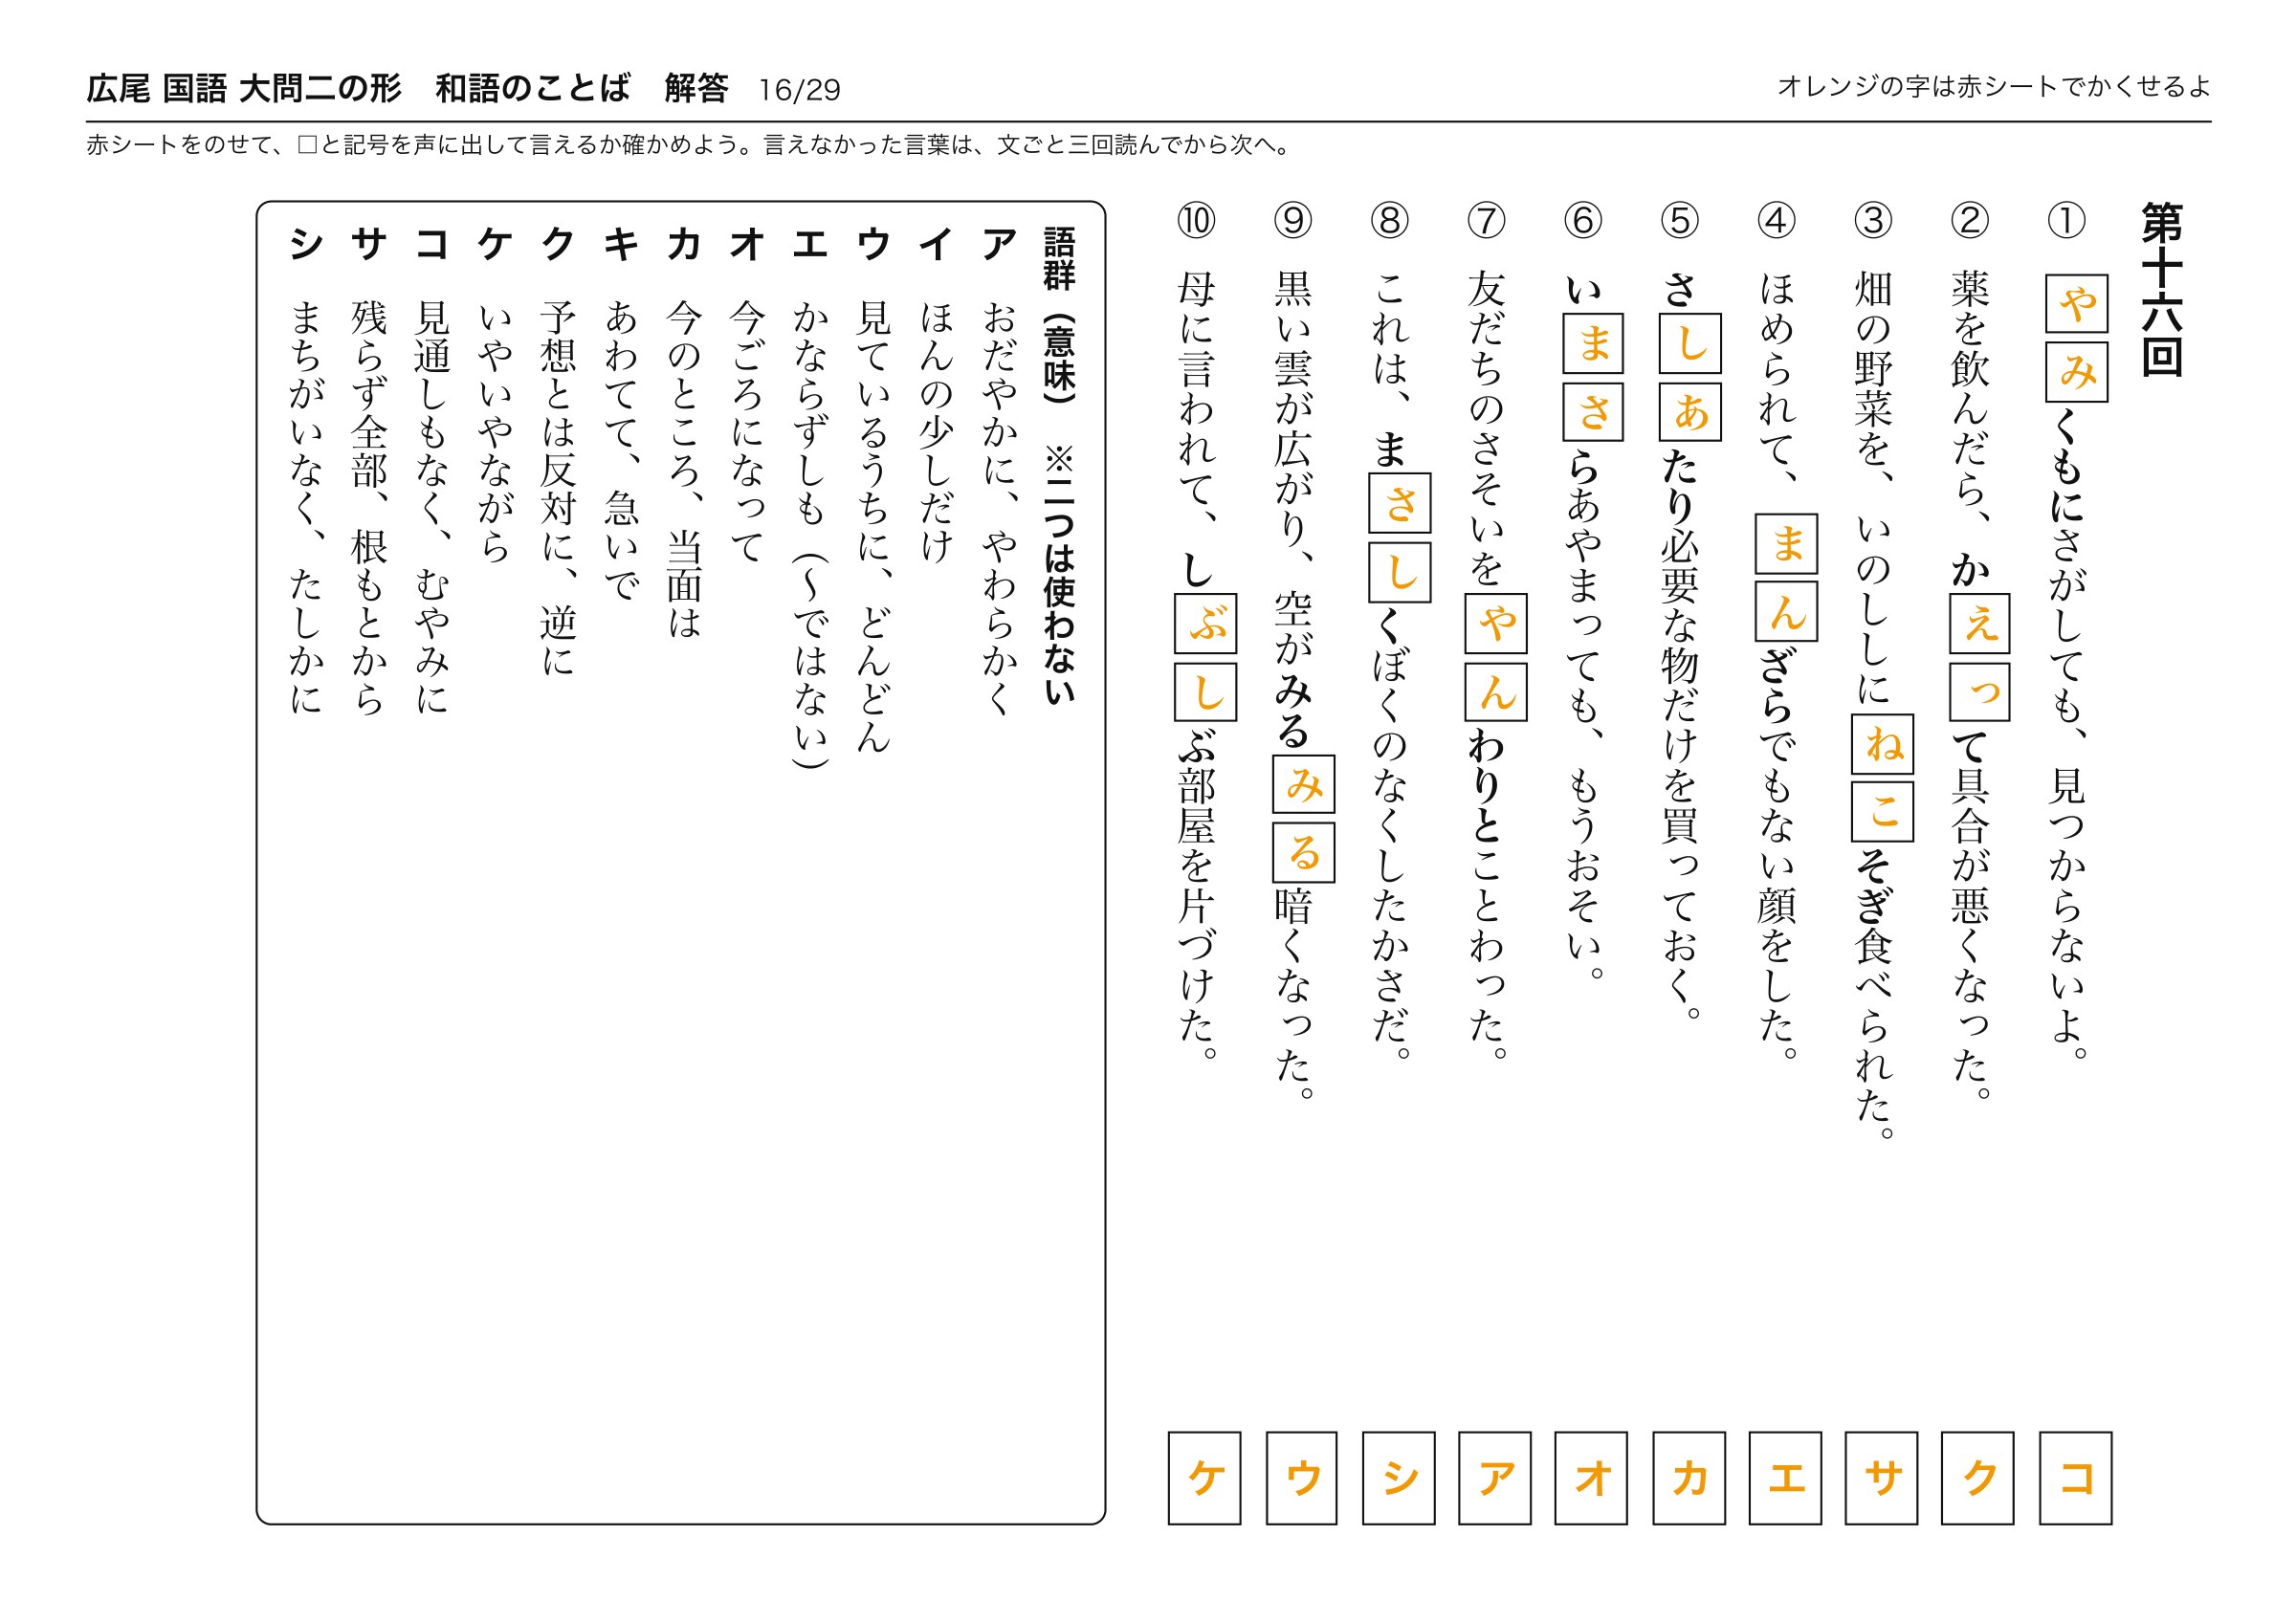 広尾 国語 大問二の形　和語のことば　解答　16/29
オレンジの字は赤シートでかくせるよ
赤シートをのせて、□と記号を声に出して言えるか確かめよう。言えなかった言葉は、文ごと三回読んでから次へ。
第十六回
① やみくもにさがしても、見つからないよ。 コ
② 薬を飲んだら、かえって具合が悪くなった。 ク
③ 畑の野菜を、いのししにねこそぎ食べられた。 サ
④ ほめられて、まんざらでもない顔をした。 エ
⑤ さしあたり必要な物だけを買っておく。 カ
⑥ いまさらあやまっても、もうおそい。 オ
⑦ 友だちのさそいをやんわりとことわった。 ア
⑧ これは、まさしくぼくのなくしたかさだ。 シ
⑨ 黒い雲が広がり、空がみるみる暗くなった。 ウ
⑩ 母に言われて、しぶしぶ部屋を片づけた。 ケ
語群（意味）　※二つは使わない
ア　おだやかに、やわらかく
イ　ほんの少しだけ
ウ　見ているうちに、どんどん
エ　かならずしも（〜ではない）
オ　今ごろになって
カ　今のところ、当面は
キ　あわてて、急いで
ク　予想とは反対に、逆に
ケ　いやいやながら
コ　見通しもなく、むやみに
サ　残らず全部、根もとから
シ　まちがいなく、たしかに